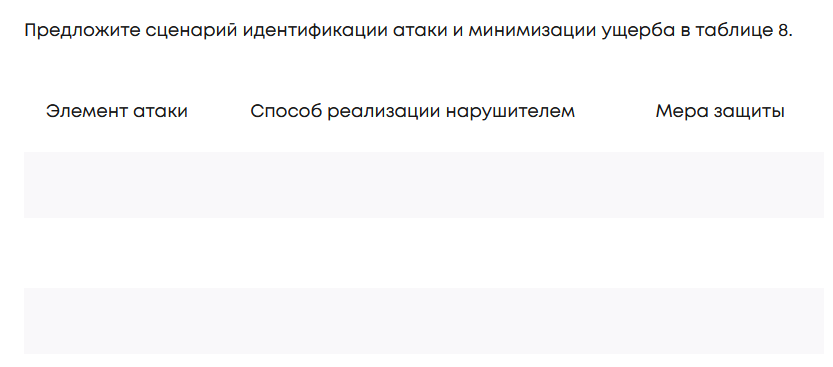 Предложите сценарий идентификации атаки и минимизации ущерба в таблице 8.
Элемент атаки Способ реализации нарушителем Мера защиты